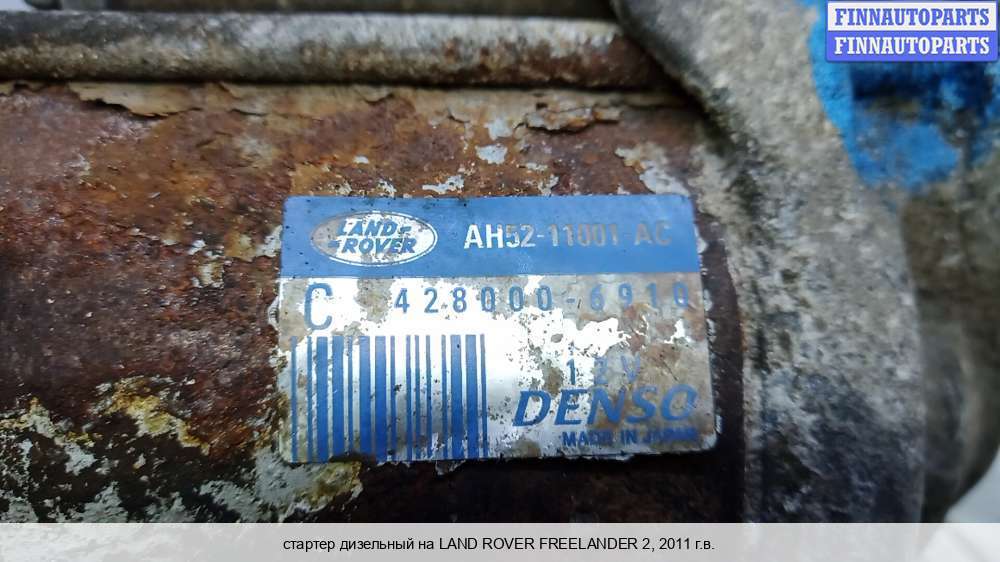 FINNAUTOPARTS
FINNAUTOPARTS
LAND ROVER
AH52-11001 AC
C 428000-6910
12V
DENSO
MADE IN JAPAN
стартер дизельный на LAND ROVER FREELANDER 2, 2011 г.в.